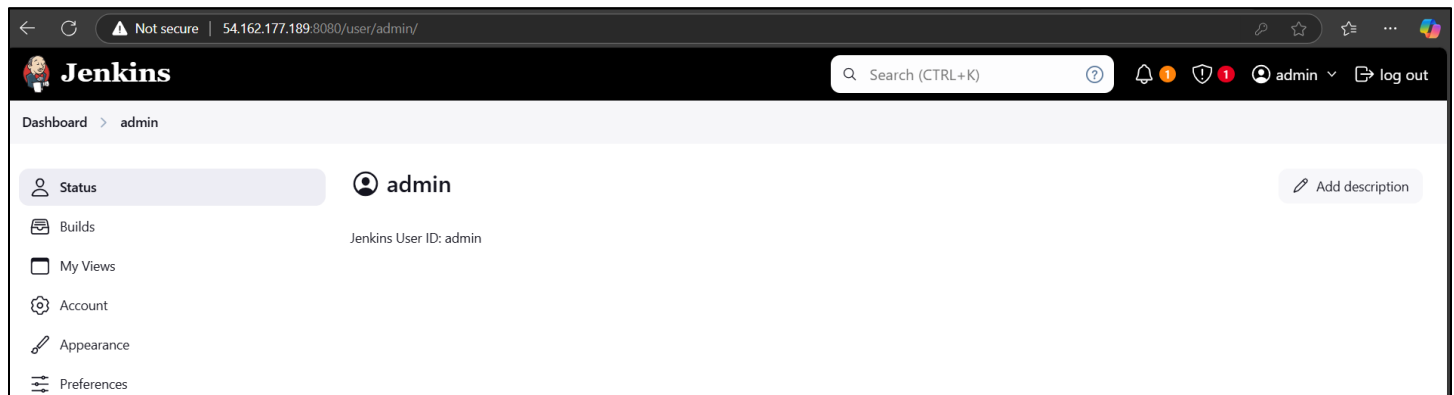 Not secure | 54.162.177.189:8080/user/admin/
Jenkins Search (CTRL+K) ? 1 1 admin log out
Dashboard > admin
Status admin Add description
Builds
Jenkins User ID: admin
My Views
Account
Appearance
Preferences